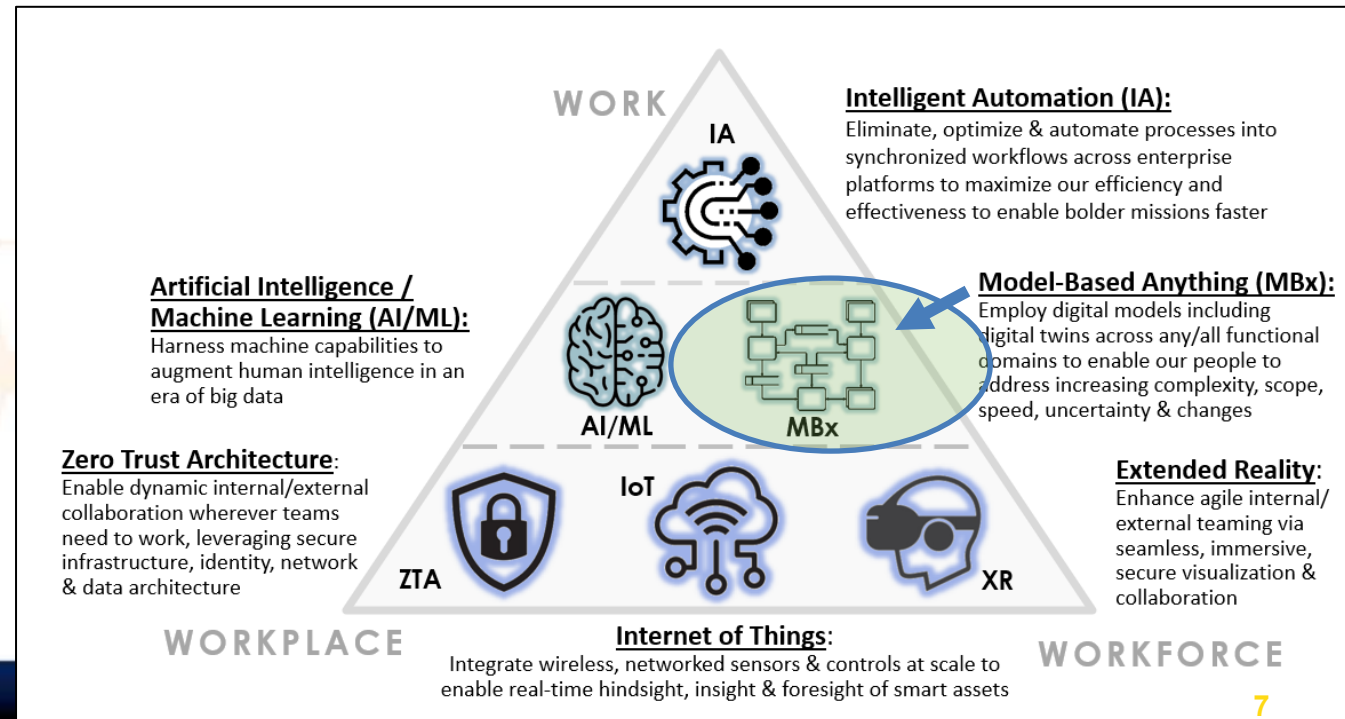 WORK
IA
Intelligent Automation (IA):
Eliminate, optimize & automate processes into
synchronized workflows across enterprise
platforms to maximize our efficiency and
effectiveness to enable bolder missions faster
Artificial Intelligence /
Machine Learning (AI/ML):
Harness machine capabilities to
augment human intelligence in an
era of big data
AI/ML
MBx
Model-Based Anything (MBx):
Employ digital models including
digital twins across any/all functional
domains to enable our people to
address increasing complexity, scope,
speed, uncertainty & changes
Zero Trust Architecture:
Enable dynamic internal/external
collaboration wherever teams
need to work, leveraging secure
infrastructure, identity, network
& data architecture
ZTA
IoT
XR
Extended Reality:
Enhance agile internal/
external teaming via
seamless, immersive,
secure visualization &
collaboration
WORKPLACE
Internet of Things:
Integrate wireless, networked sensors & controls at scale to
enable real-time hindsight, insight & foresight of smart assets
WORKFORCE
7